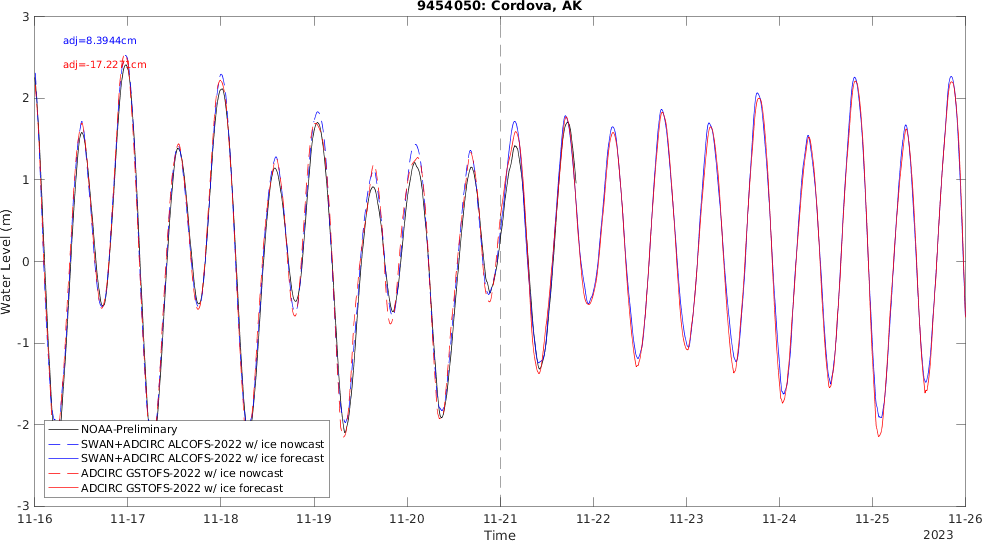 9454050: Cordova, AK
adj=8.3944cm
adj=-17.2271cm
Water Level (m)
3
2
1
0
-1
-2
-3
NOAA-Preliminary
SWAN+ADCIRC ALCOFS-2022 w/ ice nowcast
SWAN+ADCIRC ALCOFS-2022 w/ ice forecast
ADCIRC GSTOFS-2022 w/ ice nowcast
ADCIRC GSTOFS-2022 w/ ice forecast
11-16 11-17 11-18 11-19 11-20 11-21 11-22 11-23 11-24 11-25 11-26
Time
2023